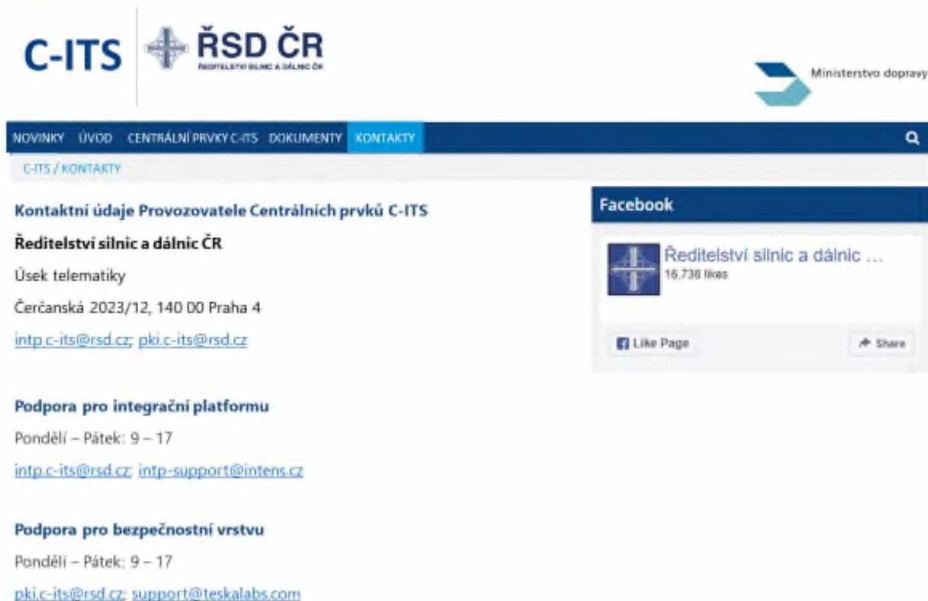 C-ITS
ŘSD ČR
ŘEDITELSTVÍ SILNIC A DÁLNIC ČR
Ministerstvo dopravy
NOVINKY ÚVOD CENTRÁLNÍ PRVKY C-ITS DOKUMENTY KONTAKTY
C-ITS / KONTAKTY
Kontaktní údaje Provozovatele Centrálních prvků C-ITS
Ředitelství silnic a dálnic ČR
Úsek telematiky
Čerčanská 2023/12, 140 00 Praha 4
intp.c-its@rsd.cz; pki.c-its@rsd.cz
Podpora pro integrační platformu
Pondělí – Pátek: 9 – 17
intp.c-its@rsd.cz; intp-support@intens.cz
Podpora pro bezpečnostní vrstvu
Pondělí – Pátek: 9 – 17
pki.c-its@rsd.cz; support@teskalabs.com
Facebook
Ředitelství silnic a dálnic ...
16,738 likes
Like Page
Share